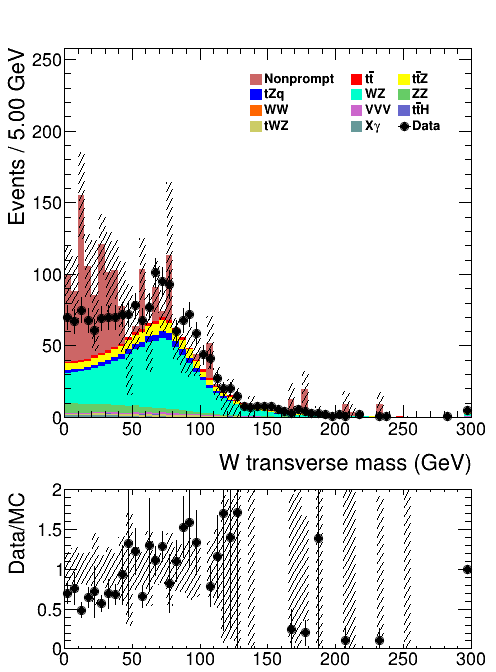 Events / 5.00 GeV
250
200
150
100
50
0
Nonprompt tt̄ tt̄Z
tZq WZ ZZ
WW VVV tt̄H
tWZ Xγ Data
0 50 100 150 200 250 300
W transverse mass (GeV)
Data/MC
2
1.5
1
0.5
0
0 50 100 150 200 250 300